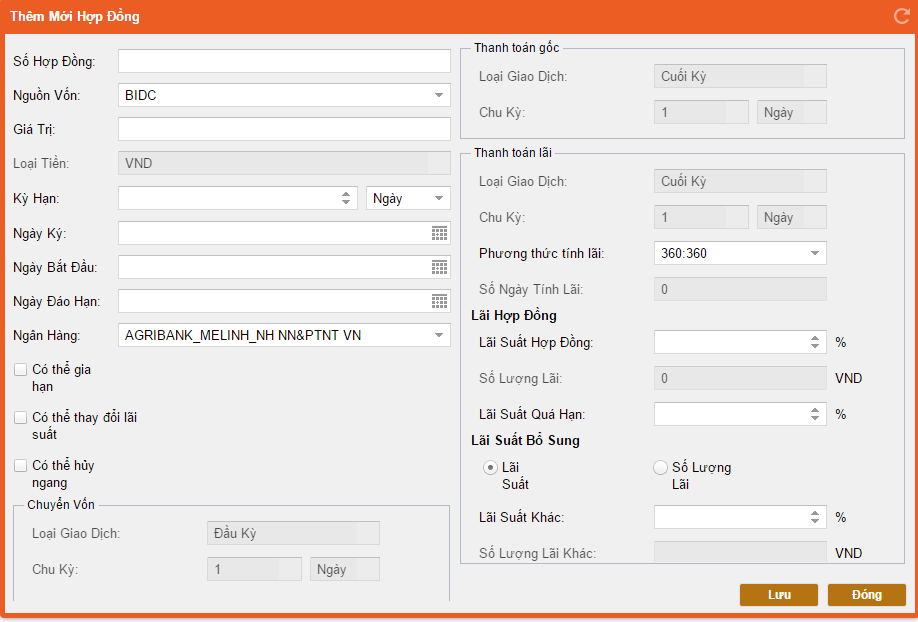 Thêm Mới Hợp Đồng
Số Hợp Đồng:
Nguồn Vốn: BIDC
Giá Trị:
Loại Tiền: VND
Kỳ Hạn: Ngày
Ngày Ký:
Ngày Bắt Đầu:
Ngày Đáo Hạn:
Ngân Hàng: AGRIBANK_MELINH_NH NN&PTNT VN
Có thể gia
hạn
Có thể thay đổi lãi
suất
Có thể hủy
ngang
Chuyển Vốn
Loại Giao Dịch: Đầu Kỳ
Chu Kỳ: 1 Ngày
Thanh toán gốc
Loại Giao Dịch: Cuối Kỳ
Chu Kỳ: 1 Ngày
Thanh toán lãi
Loại Giao Dịch: Cuối Kỳ
Chu Kỳ: 1 Ngày
Phương thức tính lãi: 360:360
Số Ngày Tính Lãi: 0
Lãi Hợp Đồng
Lãi Suất Hợp Đồng: %
Số Lượng Lãi: 0 VND
Lãi Suất Quá Hạn: %
Lãi Suất Bổ Sung
Lãi
Suất
Số Lượng
Lãi
Lãi Suất Khác: %
Số Lượng Lãi Khác: VND
Lưu Đóng